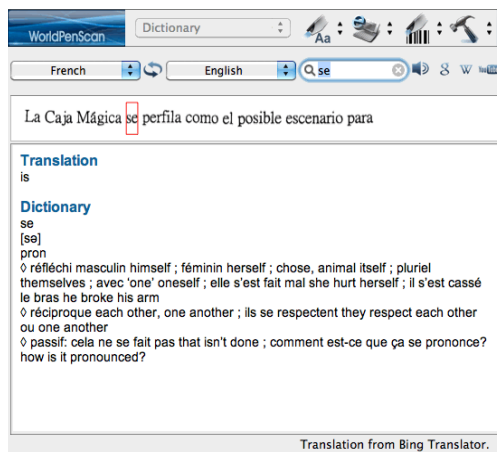 WorldPenScan
Dictionary
Aa
French
English
se
8
W
La Caja Mágica se perfila como el posible escenario para
Translation
is
Dictionary
se
[sə]
pron
◊ réfléchi masculin himself ; féminin herself ; chose, animal itself ; pluriel
themselves ; avec 'one' oneself ; elle s'est fait mal she hurt herself ; il s'est cassé
le bras he broke his arm
◊ réciproque each other, one another ; ils se respectent they respect each other
ou one another
◊ passif: cela ne se fait pas that isn't done ; comment est-ce que ça se prononce?
how is it pronounced?
Translation from Bing Translator.